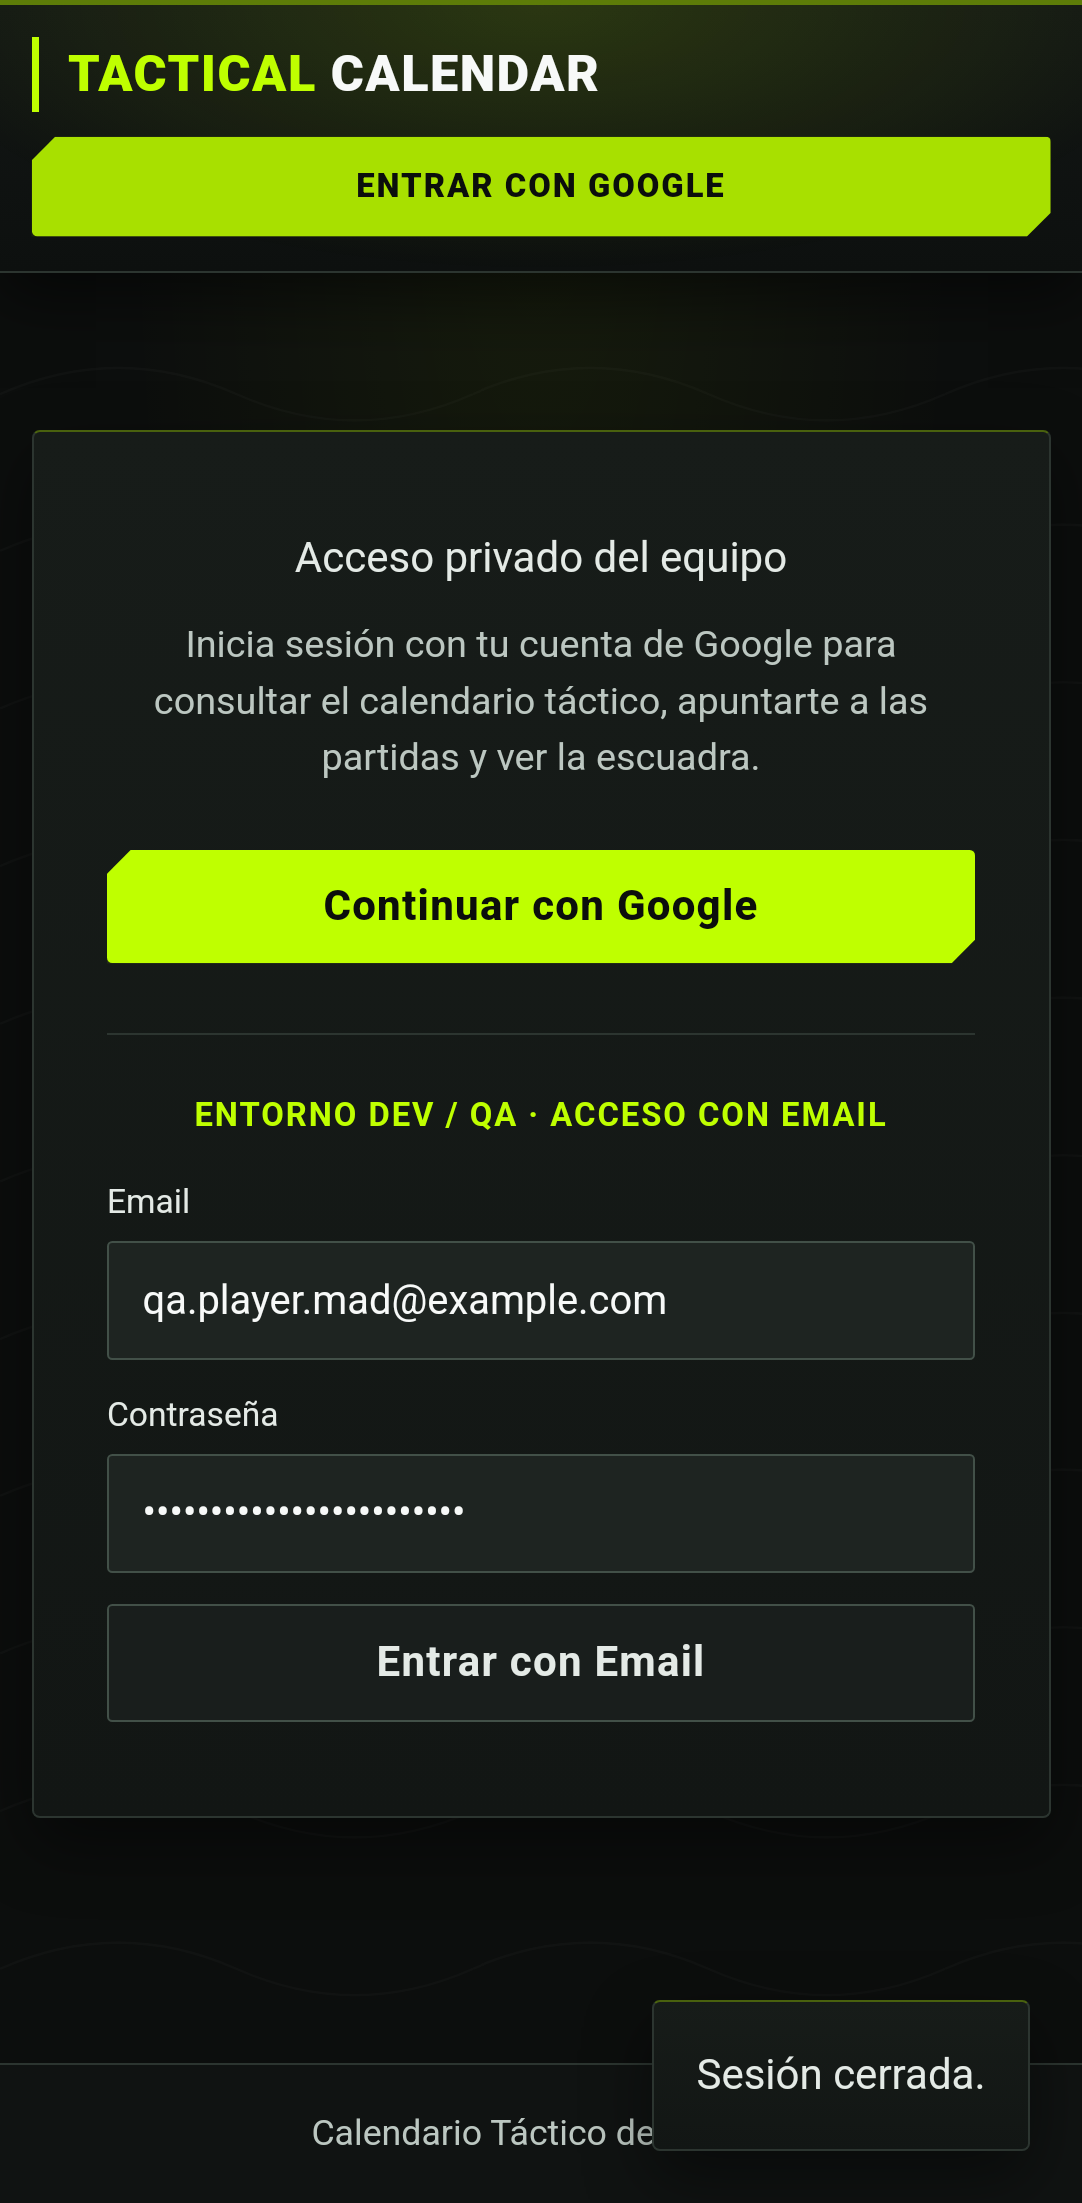 TACTICAL CALENDAR
ENTRAR CON GOOGLE
Acceso privado del equipo
Inicia sesión con tu cuenta de Google para
consultar el calendario táctico, apuntarte a las
partidas y ver la escuadra.
Continuar con Google
ENTORNO DEV / QA · ACCESO CON EMAIL
Email
qa.player.mad@example.com
Contraseña
••••••••••••••••••••••••
Entrar con Email
Sesión cerrada.
Calendario Táctico de